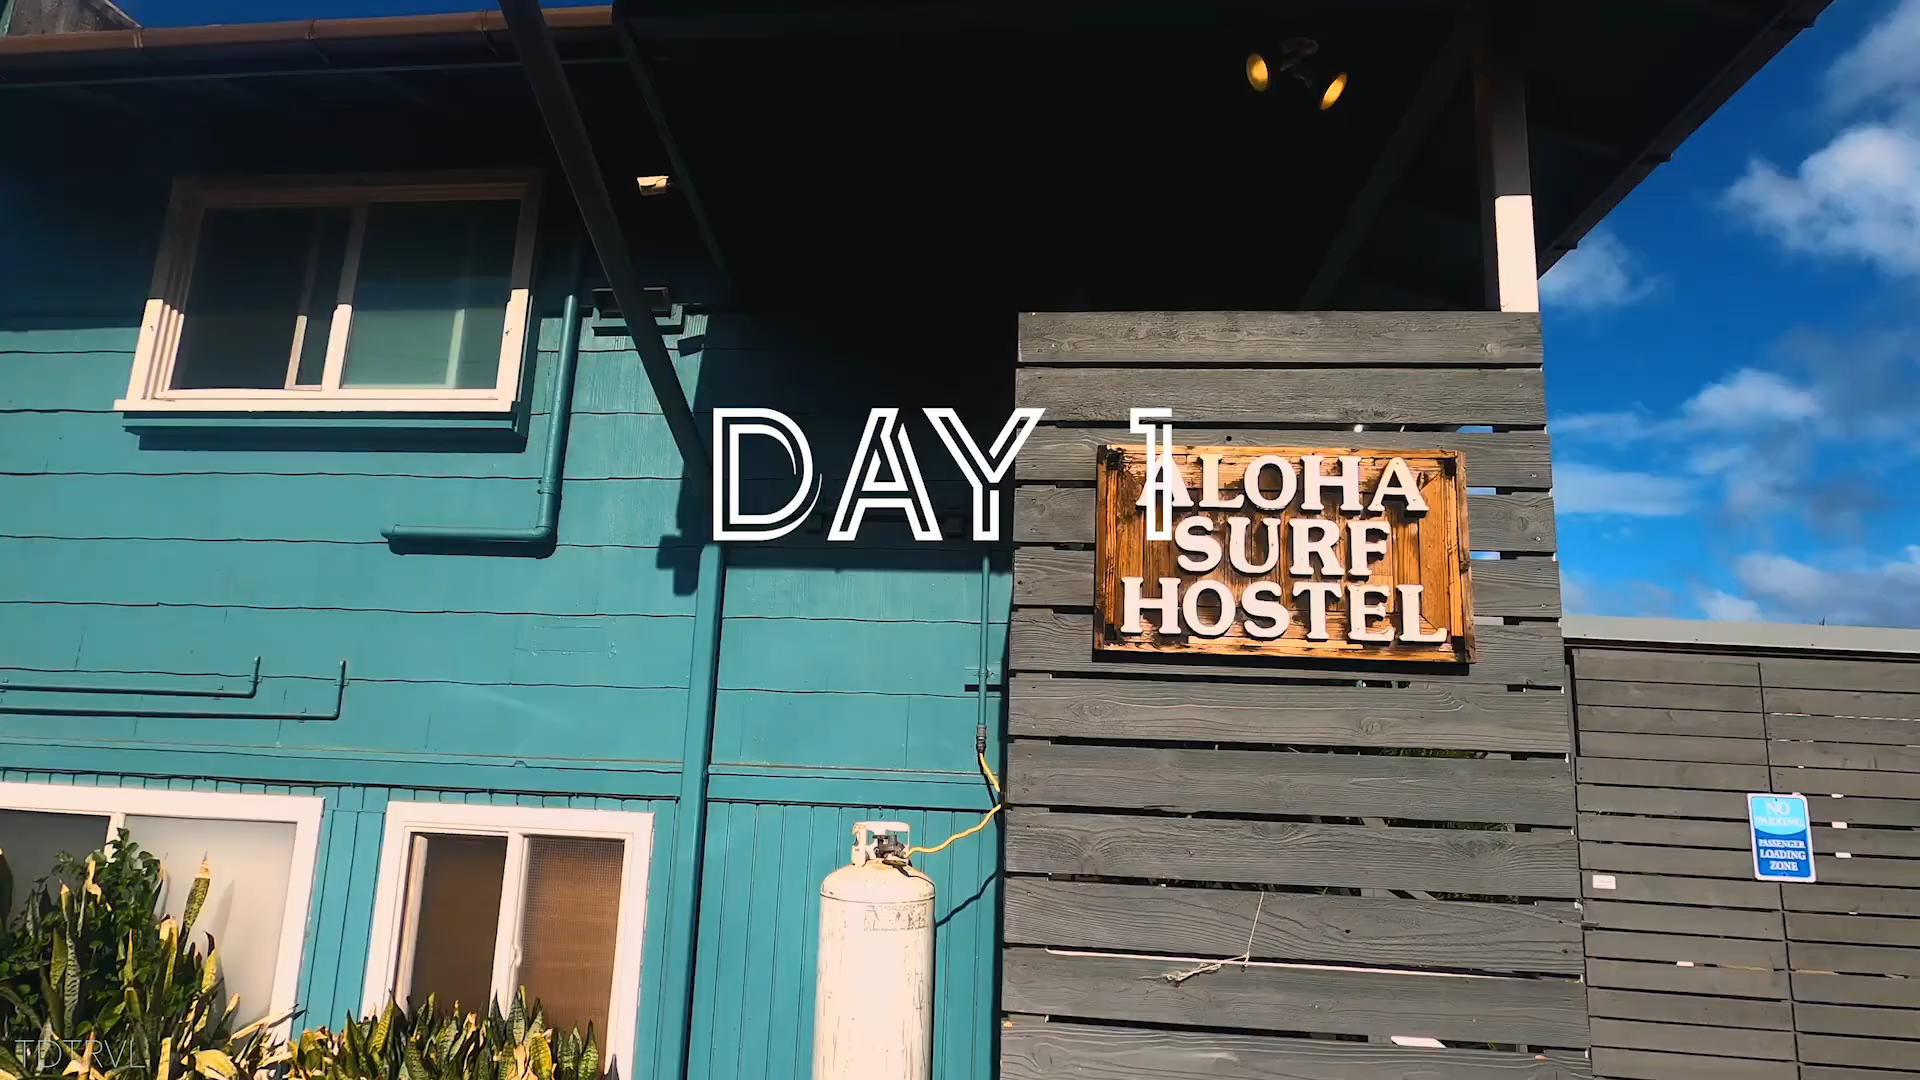 DAY 1
ALOHA
SURF
HOSTEL
NO
PARKING
PASSENGER
LOADING
ZONE
TDTRVL